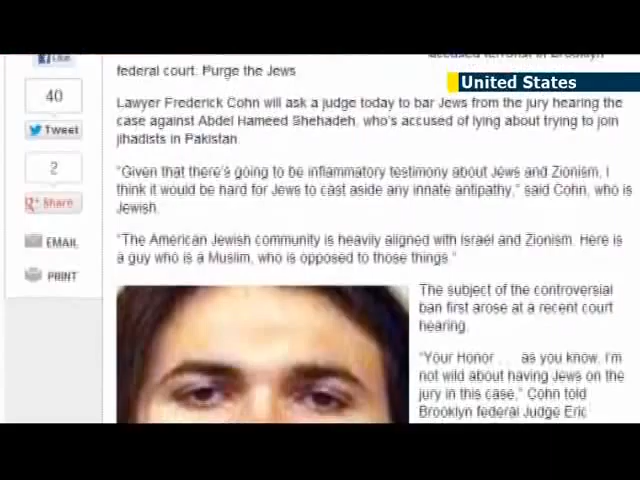 accused terrorist in Brooklyn
federal court: Purge the Jews
United States
Like
40
Tweet
2
Share
EMAIL
PRINT
Lawyer Frederick Cohn will ask a judge today to bar Jews from the jury hearing the
case against Abdel Hameed Shehadeh, who's accused of lying about trying to join
jihadists in Pakistan.
"Given that there's going to be inflammatory testimony about Jews and Zionism, I
think it would be hard for Jews to cast aside any innate antipathy," said Cohn, who is
Jewish.
"The American Jewish community is heavily aligned with Israel and Zionism. Here is
a guy who is a Muslim, who is opposed to those things."
The subject of the controversial
ban first arose at a recent court
hearing.
"Your Honor . . . as you know, I'm
not wild about having Jews on the
jury in this case," Cohn told
Brooklyn federal Judge Eric